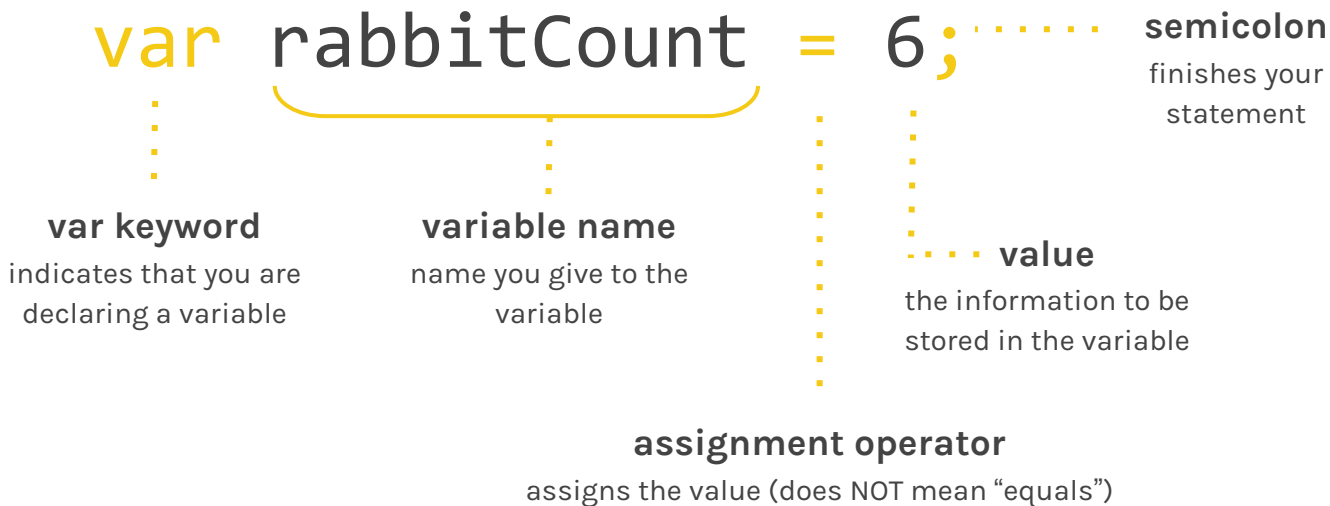 var rabbitCount = 6;
semicolon
finishes your
statement
var keyword
indicates that you are
declaring a variable
variable name
name you give to the
variable
value
the information to be
stored in the variable
assignment operator
assigns the value (does NOT mean “equals”)